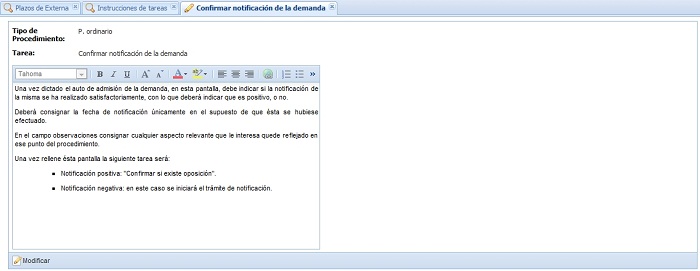 Plazos de Externa
Instrucciones de tareas
Confirmar notificación de la demanda
Tipo de
Procedimiento:
P. ordinario
Tarea:
Confirmar notificación de la demanda
Tahoma
B I U A A A ab
Una vez dictado el auto de admisión de la demanda, en esta pantalla, debe indicar si la notificación de
la misma se ha realizado satisfactoriamente, con lo que deberá indicar que es positivo, o no.
Deberá consignar la fecha de notificación únicamente en el supuesto de que ésta se hubiese
efectuado.
En el campo observaciones consignar cualquier aspecto relevante que le interesa quede reflejado en
ese punto del procedimiento.
Una vez rellene ésta pantalla la siguiente tarea será:
Notificación positiva: "Confirmar si existe oposición".
Notificación negativa: en este caso se iniciará el trámite de notificación.
Modificar